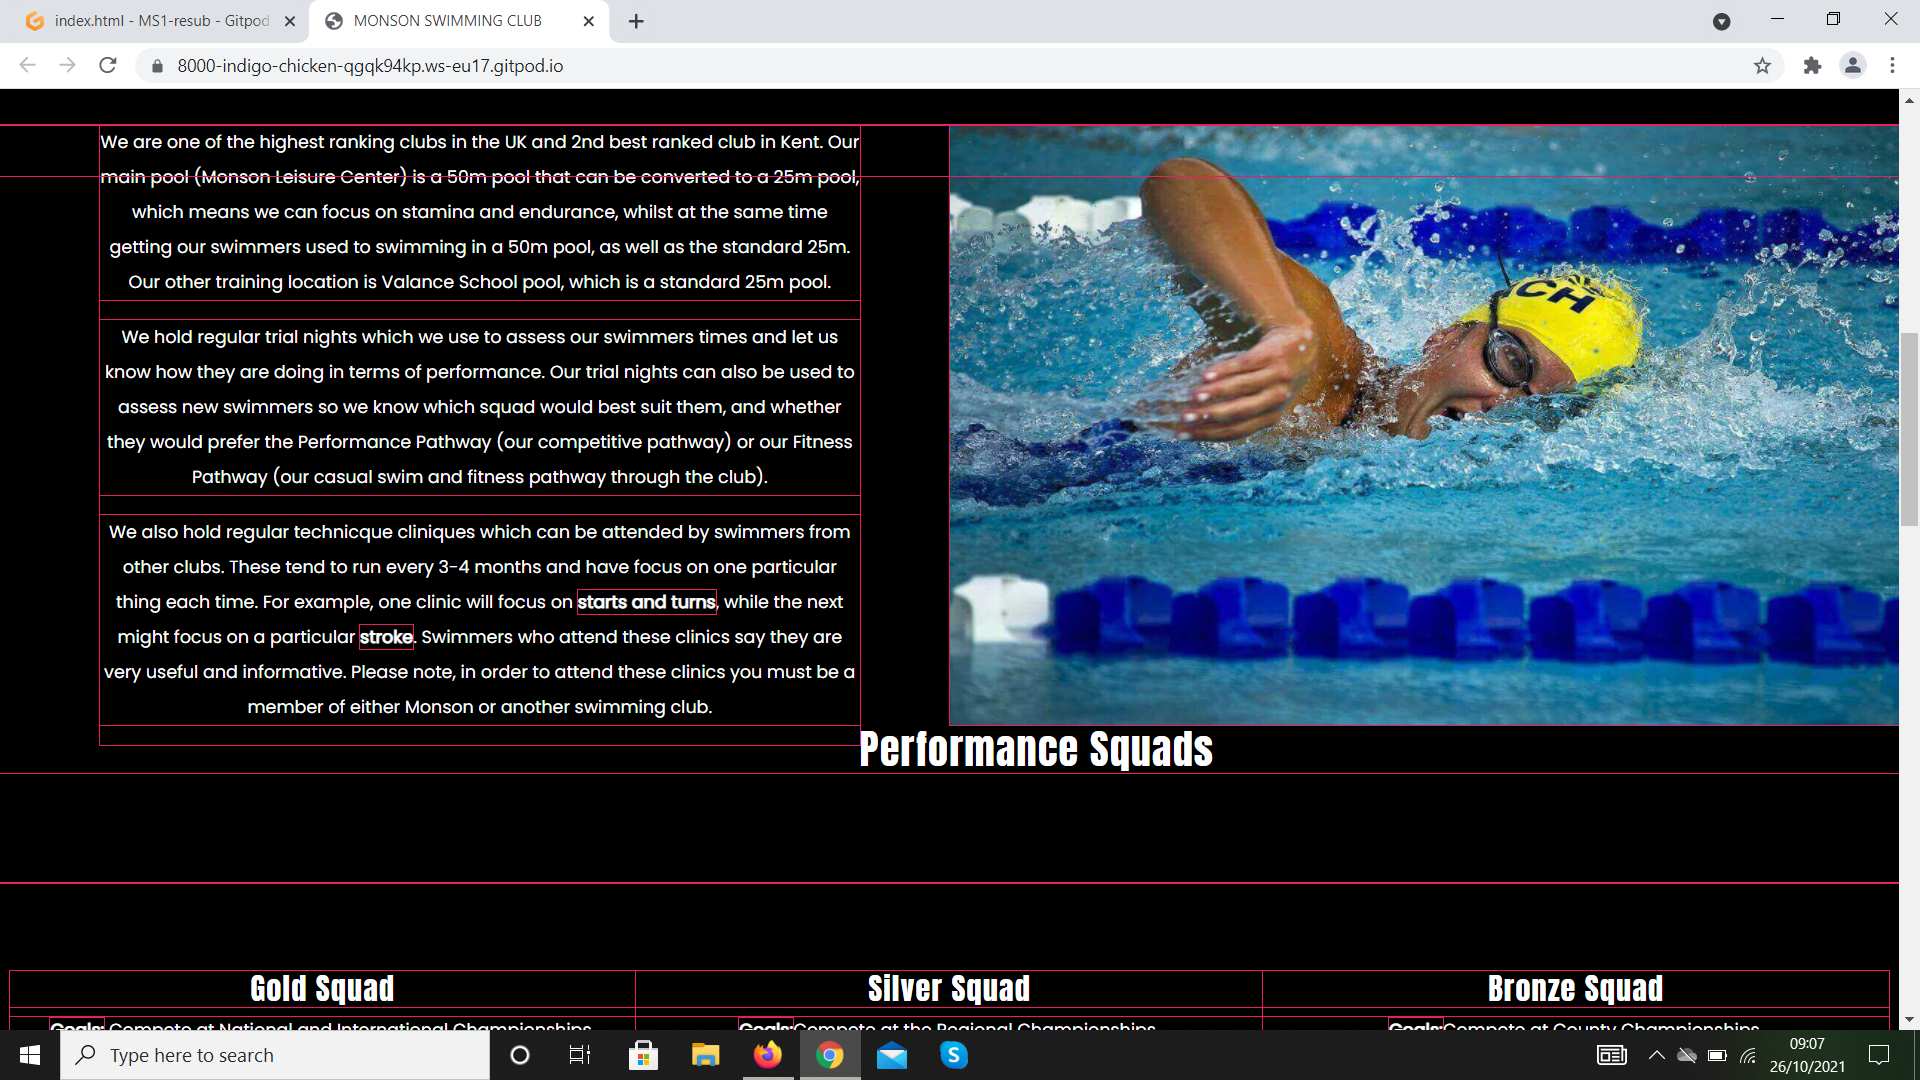 index.html - MS1-resub - Gitpod
MONSON SWIMMING CLUB
8000-indigo-chicken-qgqk94kp.ws-eu17.gitpod.io
We are one of the highest ranking clubs in the UK and 2nd best ranked club in Kent. Our
main pool (Monson Leisure Center) is a 50m pool that can be converted to a 25m pool,
which means we can focus on stamina and endurance, whilst at the same time
getting our swimmers used to swimming in a 50m pool, as well as the standard 25m.
Our other training location is Valance School pool, which is a standard 25m pool.
We hold regular trial nights which we use to assess our swimmers times and let us
know how they are doing in terms of performance. Our trial nights can also be used to
assess new swimmers so we know which squad would best suit them, and whether
they would prefer the Performance Pathway (our competitive pathway) or our Fitness
Pathway (our casual swim and fitness pathway through the club).
We also hold regular technicque cliniques which can be attended by swimmers from
other clubs. These tend to run every 3-4 months and have focus on one particular
thing each time. For example, one clinic will focus on starts and turns, while the next
might focus on a particular stroke. Swimmers who attend these clinics say they are
very useful and informative. Please note, in order to attend these clinics you must be a
member of either Monson or another swimming club.
CH
Performance Squads
Gold Squad
Silver Squad
Bronze Squad
Goals: Compete at National and International Championships
Goals:Compete at the Regional Championships
Goals:Compete at County Championships
Type here to search
09:07
26/10/2021